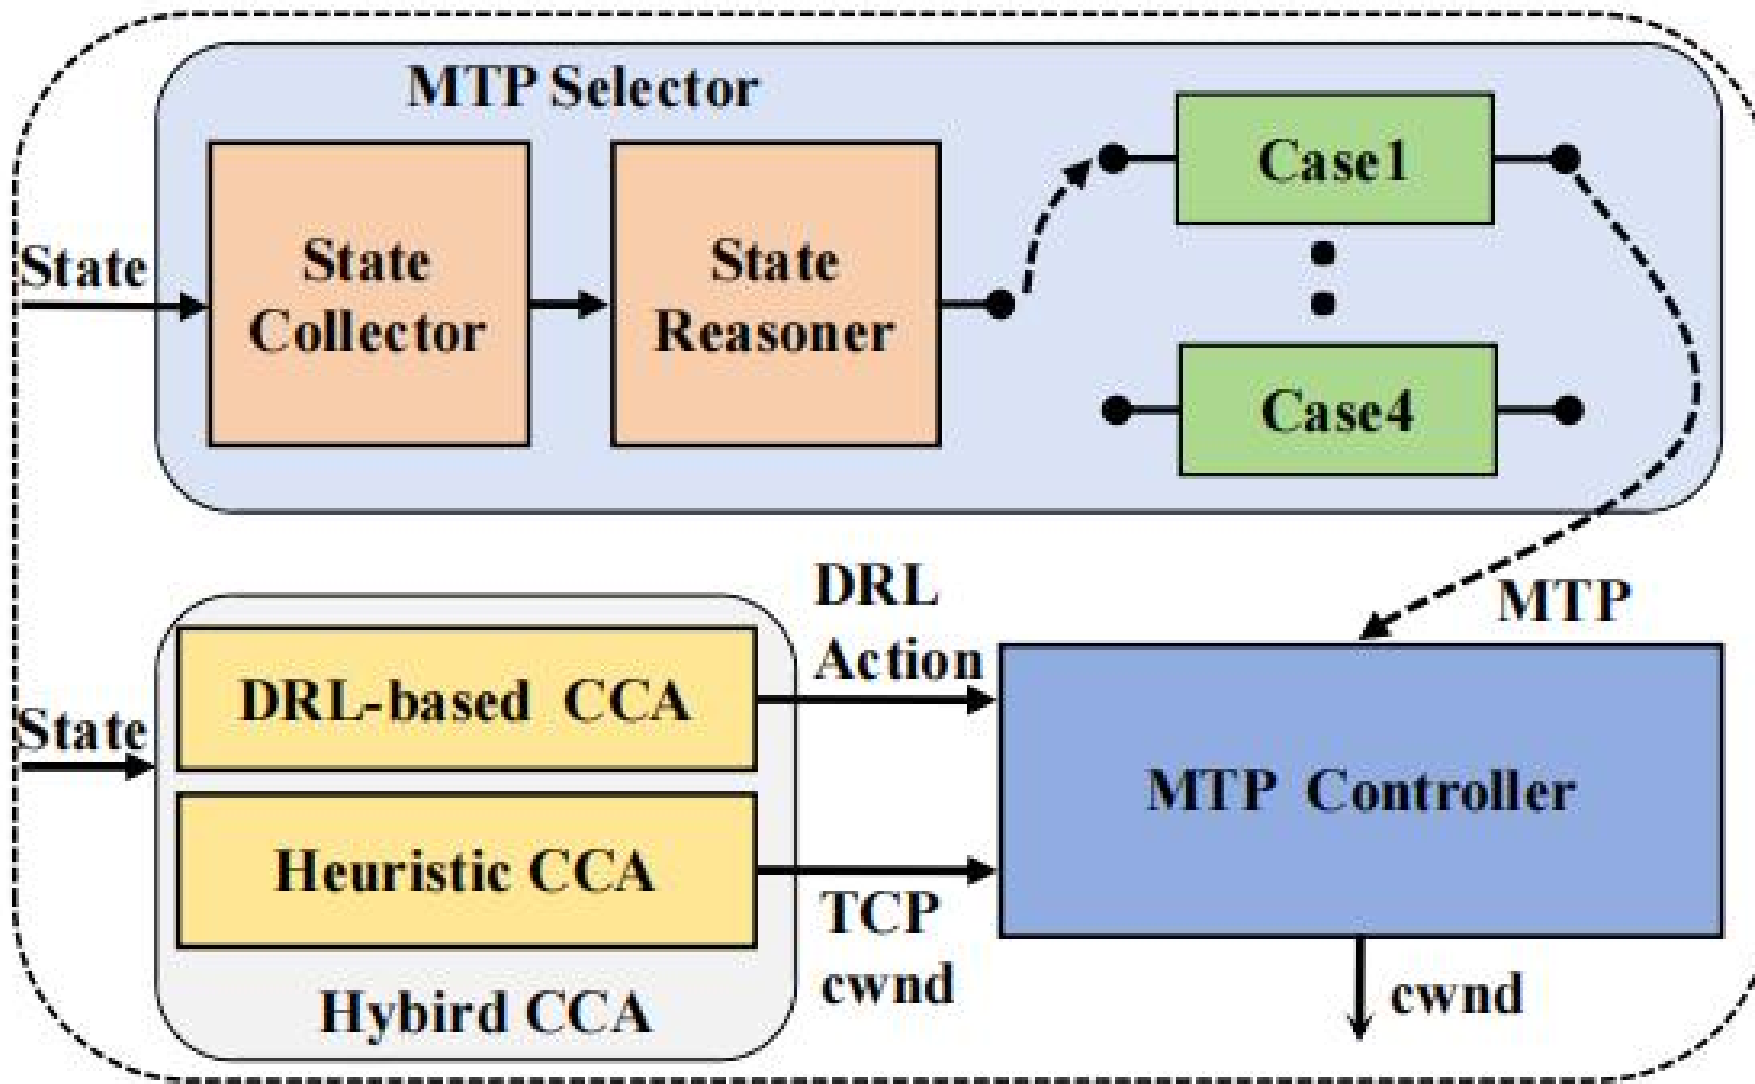 MTP Selector
State
State
Collector
State
Reasoner
Case1
Case4
MTP
State
DRL-based CCA
Heuristic CCA
Hybird CCA
DRL
Action
TCP
cwnd
MTP Controller
cwnd